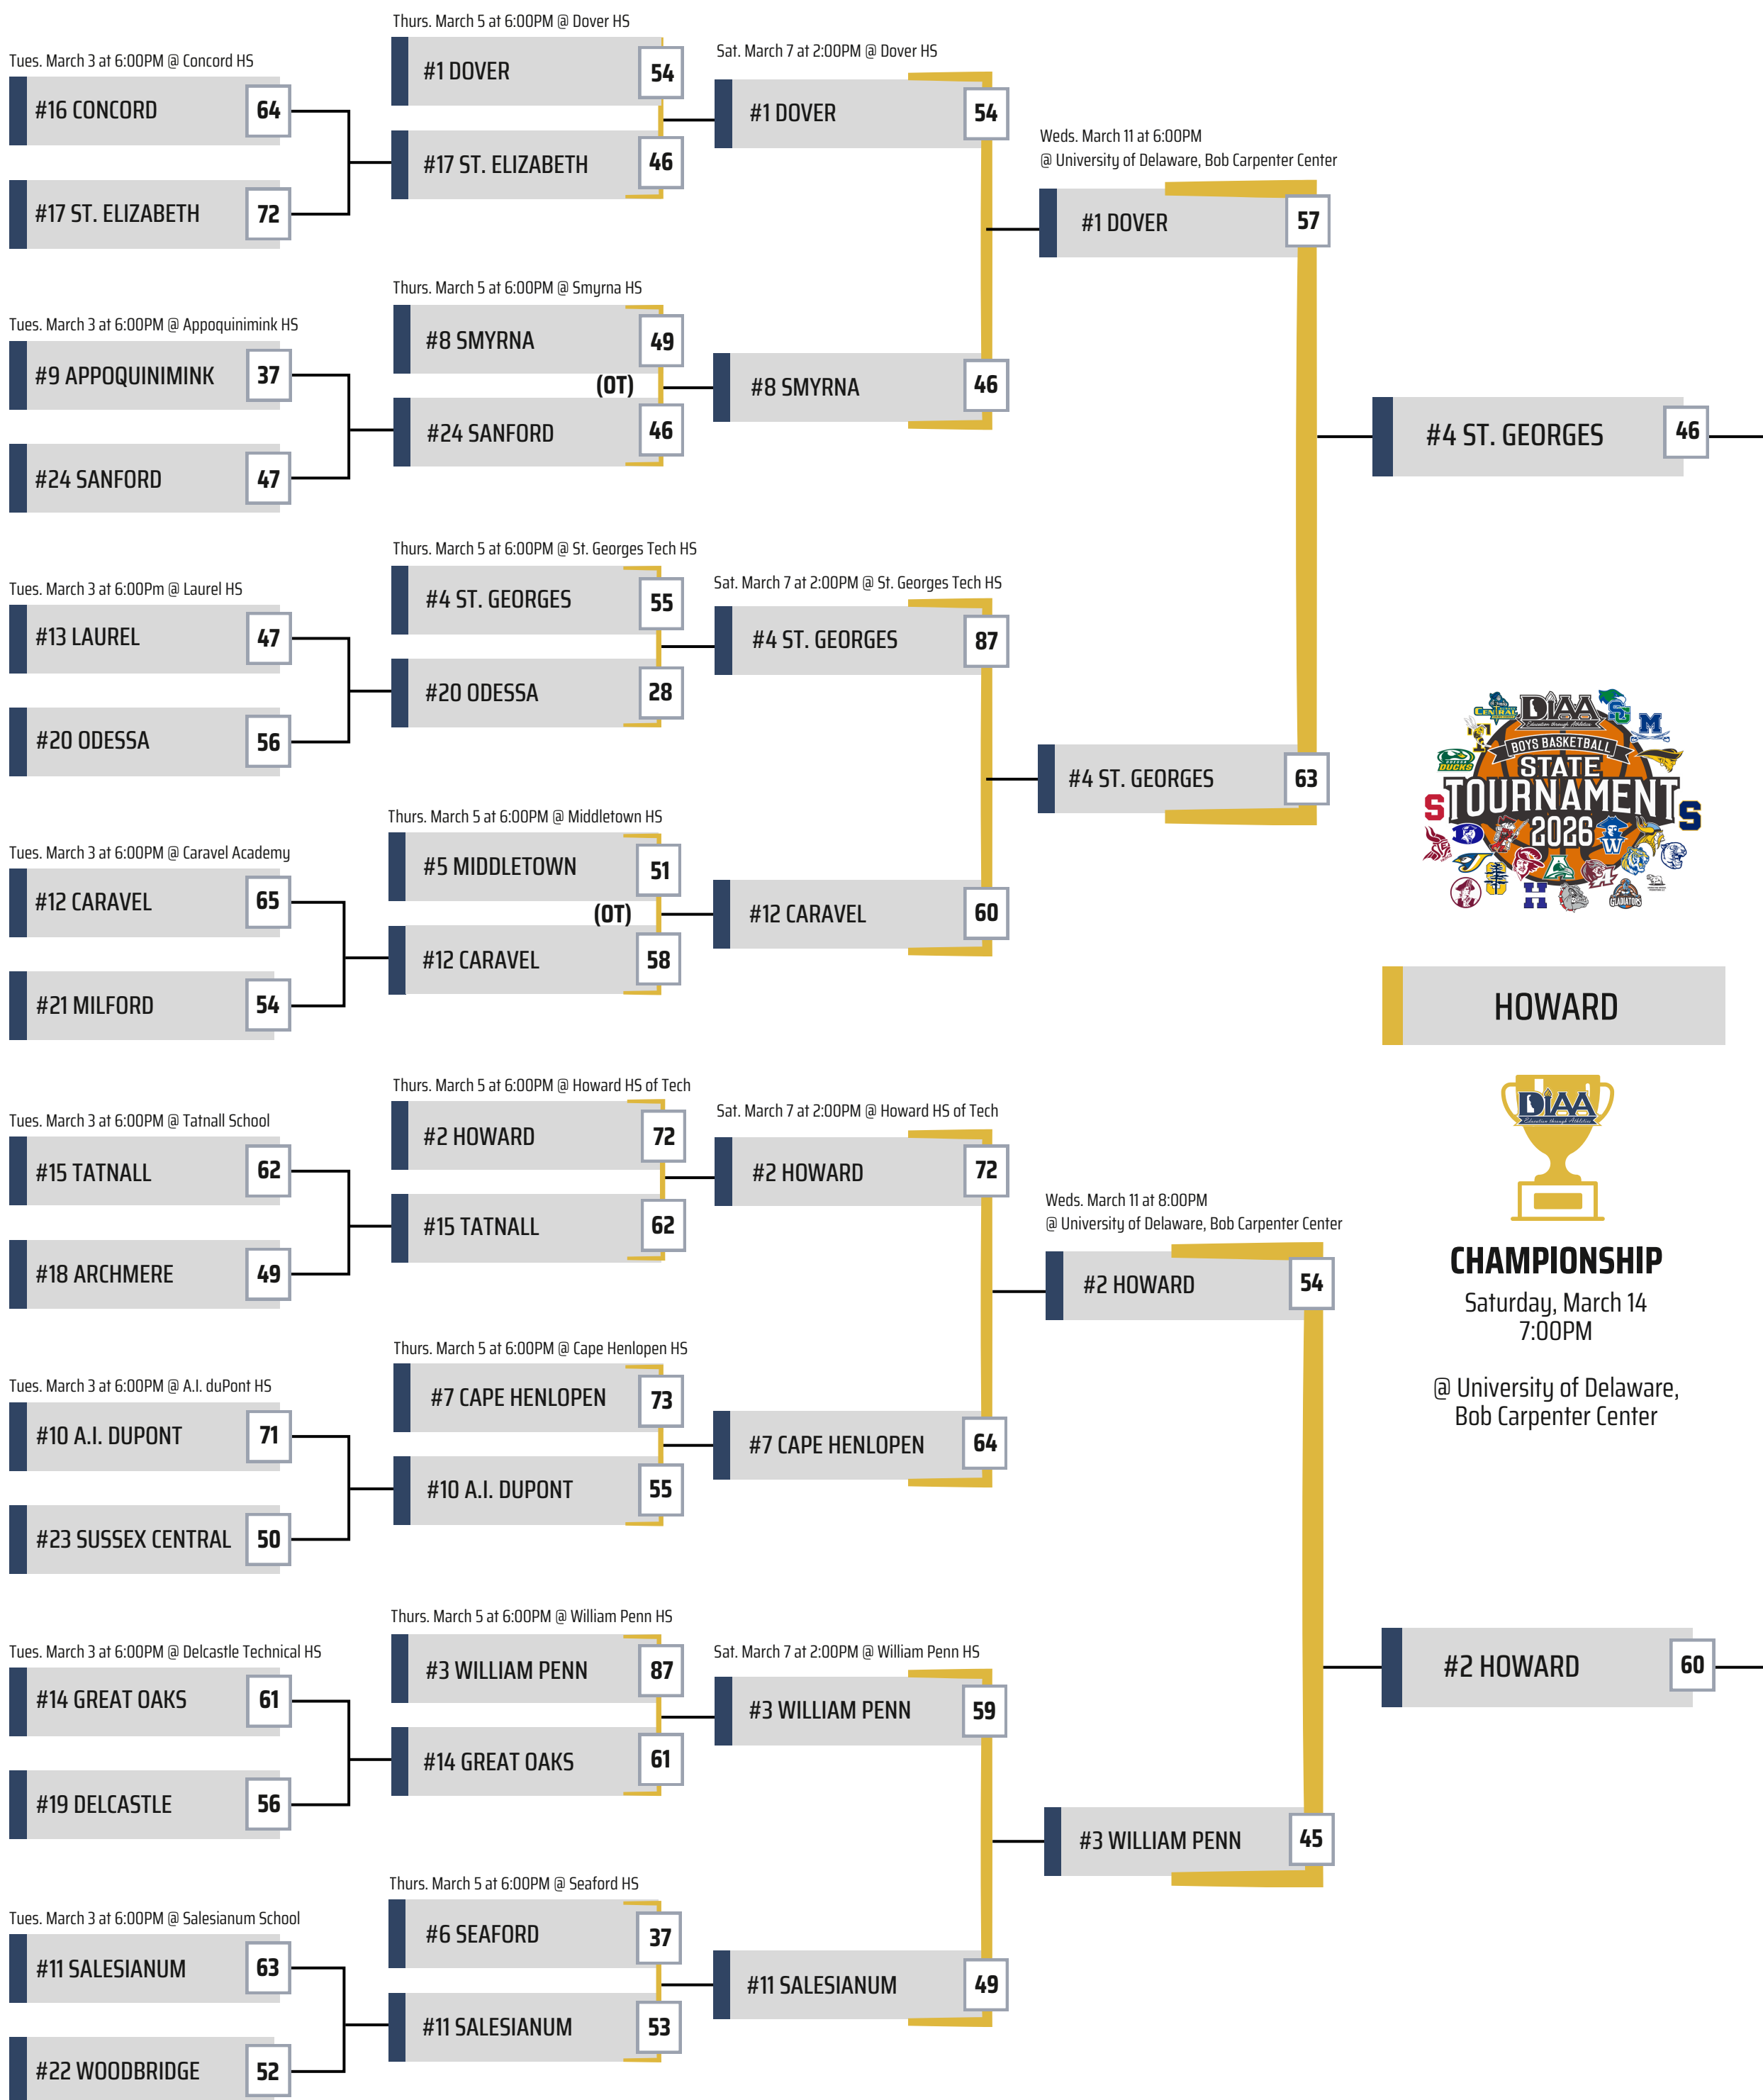 Tues. March 3 at 6:00PM @ Concord HS
#16 CONCORD 64
#17 ST. ELIZABETH 72
Tues. March 3 at 6:00PM @ Appoquinimink HS
#9 APPOQUINIMINK 37
#24 SANFORD 47
Tues. March 3 at 6:00Pm @ Laurel HS
#13 LAUREL 47
#20 ODESSA 56
Tues. March 3 at 6:00PM @ Caravel Academy
#12 CARAVEL 65
#21 MILFORD 54
Tues. March 3 at 6:00PM @ Tatnall School
#15 TATNALL 62
#18 ARCHMERE 49
Tues. March 3 at 6:00PM @ A.I. duPont HS
#10 A.I. DUPONT 71
#23 SUSSEX CENTRAL 50
Tues. March 3 at 6:00PM @ Delcastle Technical HS
#14 GREAT OAKS 61
#19 DELCASTLE 56
Tues. March 3 at 6:00PM @ Salesianum School
#11 SALESIANUM 63
#22 WOODBRIDGE 52
Thurs. March 5 at 6:00PM @ Dover HS
#1 DOVER 54
#17 ST. ELIZABETH 46
Thurs. March 5 at 6:00PM @ Smyrna HS
#8 SMYRNA 49
(OT)
#24 SANFORD 46
Thurs. March 5 at 6:00PM @ St. Georges Tech HS
#4 ST. GEORGES 55
#20 ODESSA 28
Thurs. March 5 at 6:00PM @ Middletown HS
#5 MIDDLETOWN 51
(OT)
#12 CARAVEL 58
Thurs. March 5 at 6:00PM @ Howard HS of Tech
#2 HOWARD 72
#15 TATNALL 62
Thurs. March 5 at 6:00PM @ Cape Henlopen HS
#7 CAPE HENLOPEN 73
#10 A.I. DUPONT 55
Thurs. March 5 at 6:00PM @ William Penn HS
#3 WILLIAM PENN 87
#14 GREAT OAKS 61
Thurs. March 5 at 6:00PM @ Seaford HS
#6 SEAFORD 37
#11 SALESIANUM 53
Sat. March 7 at 2:00PM @ Dover HS
#1 DOVER 54
#8 SMYRNA 46
Sat. March 7 at 2:00PM @ St. Georges Tech HS
#4 ST. GEORGES 87
#12 CARAVEL 60
Sat. March 7 at 2:00PM @ Howard HS of Tech
#2 HOWARD 72
#7 CAPE HENLOPEN 64
Sat. March 7 at 2:00PM @ William Penn HS
#3 WILLIAM PENN 59
#11 SALESIANUM 49
Weds. March 11 at 6:00PM
@ University of Delaware, Bob Carpenter Center
#1 DOVER 57
#4 ST. GEORGES 63
Weds. March 11 at 8:00PM
@ University of Delaware, Bob Carpenter Center
#2 HOWARD 54
#3 WILLIAM PENN 45
#4 ST. GEORGES 46
CENTRAL
DIAA
Education through Athletics
M
BOYS BASKETBALL
DUCKS
STATE
S TOURNAMENT S
2026
W
A
H
GLADIATORS
HOWARD
DIAA
Education through Athletics
CHAMPIONSHIP
Saturday, March 14
7:00PM
@ University of Delaware,
Bob Carpenter Center
#2 HOWARD 60